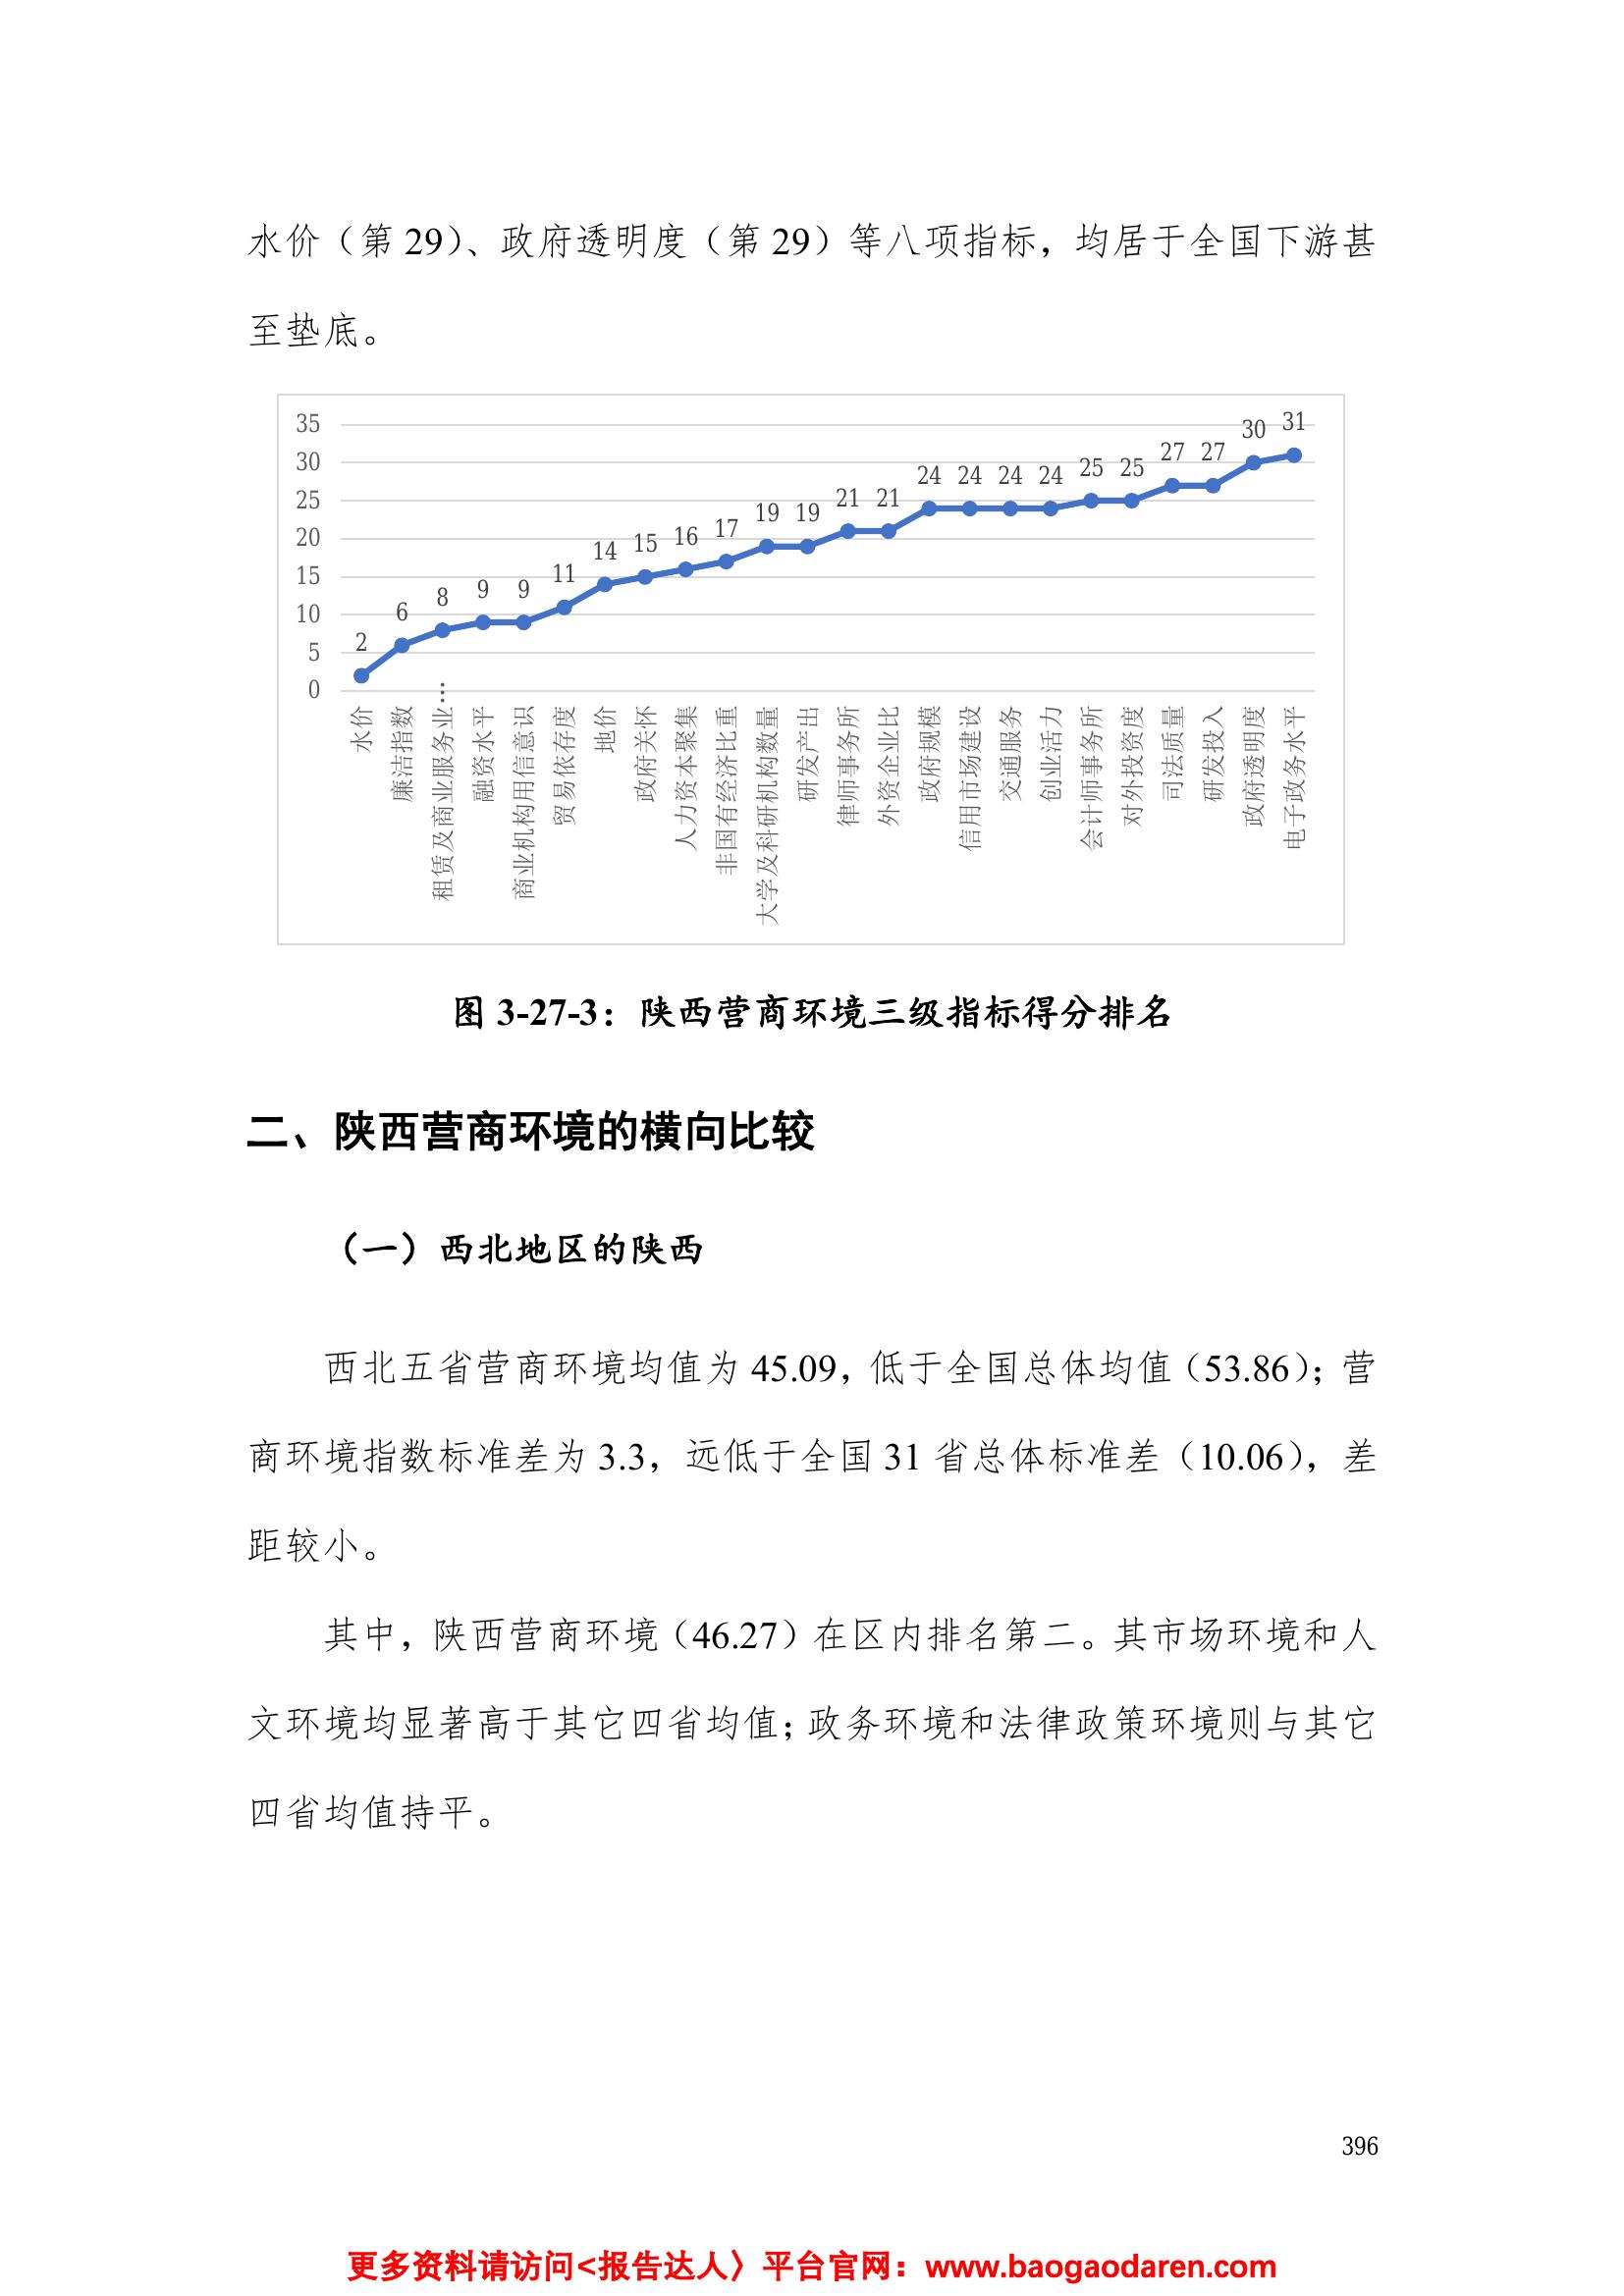 水价（第 29）、政府透明度（第 29）等八项指标，均居于全国下游甚
至垫底。
35
30
25
20
15
10
5
0
2
6
8
9
9
11
14
15
16
17
19
19
21
21
24
24
24
24
25
25
27
27
30
31
水价
廉洁指数
租赁及商业服务业…
融资水平
商业机构用信意识
贸易依存度
地价
政府关怀
人力资本聚集
非国有经济比重
大学及科研机构数量
研发产出
律师事务所
外资企业比
政府规模
信用市场建设
交通服务
创业活力
会计师事务所
对外投资度
司法质量
研发投入
政府透明度
电子政务水平
图 3-27-3：陕西营商环境三级指标得分排名
二、陕西营商环境的横向比较
（一）西北地区的陕西
西北五省营商环境均值为 45.09，低于全国总体均值（53.86）；营
商环境指数标准差为 3.3，远低于全国 31 省总体标准差（10.06），差
距较小。
其中，陕西营商环境（46.27）在区内排名第二。其市场环境和人
文环境均显著高于其它四省均值；政务环境和法律政策环境则与其它
四省均值持平。
396
更多资料请访问<报告达人〉平台官网：www.baogaodaren.com